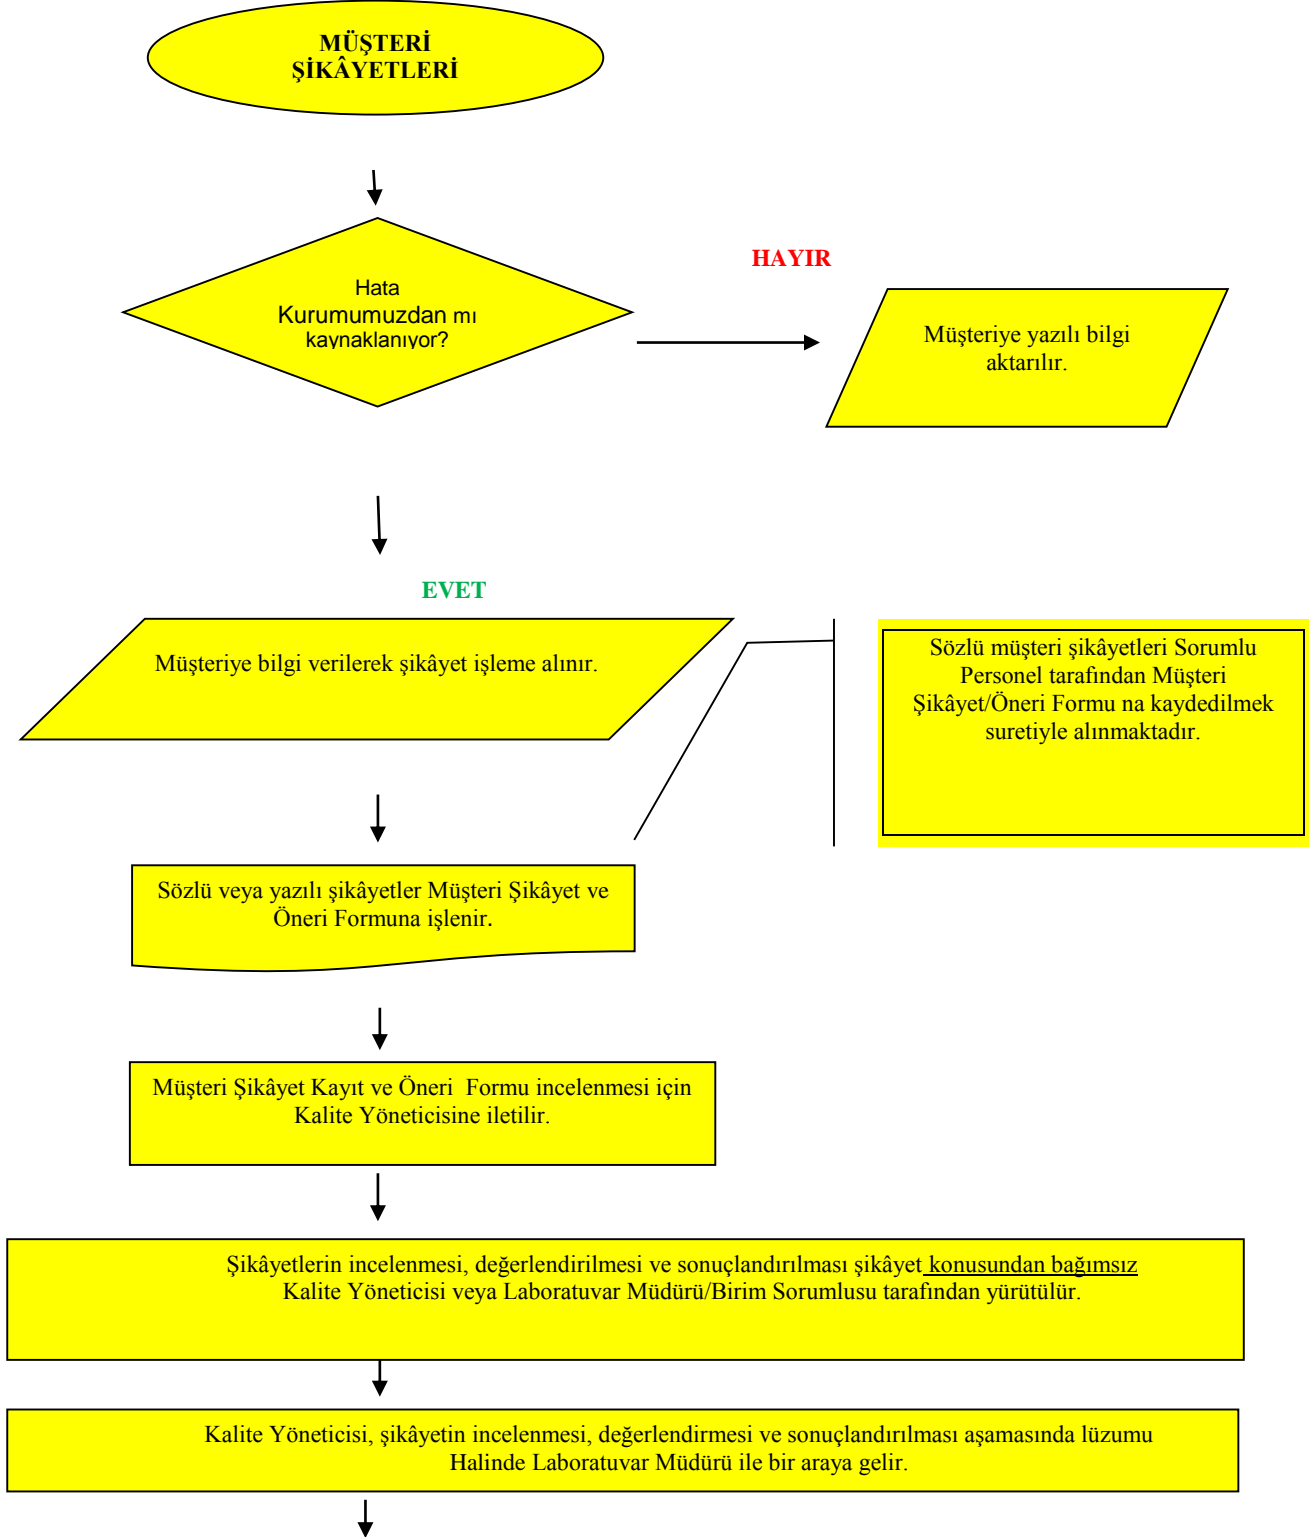 MÜŞTERİ
ŞİKÂYETLERİ
HAYIR
Hata
Kurumumuzdan mı
kaynaklanıyor?
Müşteriye yazılı bilgi
aktarılır.
EVET
Müşteriye bilgi verilerek şikâyet işleme alınır.
Sözlü müşteri şikâyetleri Sorumlu
Personel tarafından Müşteri
Şikâyet/Öneri Formu na kaydedilmek
suretiyle alınmaktadır.
Sözlü veya yazılı şikâyetler Müşteri Şikâyet ve
Öneri Formuna işlenir.
Müşteri Şikâyet Kayıt ve Öneri  Formu incelenmesi için
Kalite Yöneticisine iletilir.
Şikâyetlerin incelenmesi, değerlendirilmesi ve sonuçlandırılması şikâyet konusundan bağımsız
Kalite Yöneticisi veya Laboratuvar Müdürü/Birim Sorumlusu tarafından yürütülür.
Kalite Yöneticisi, şikâyetin incelenmesi, değerlendirmesi ve sonuçlandırılması aşamasında lüzumu
Halinde Laboratuvar Müdürü ile bir araya gelir.